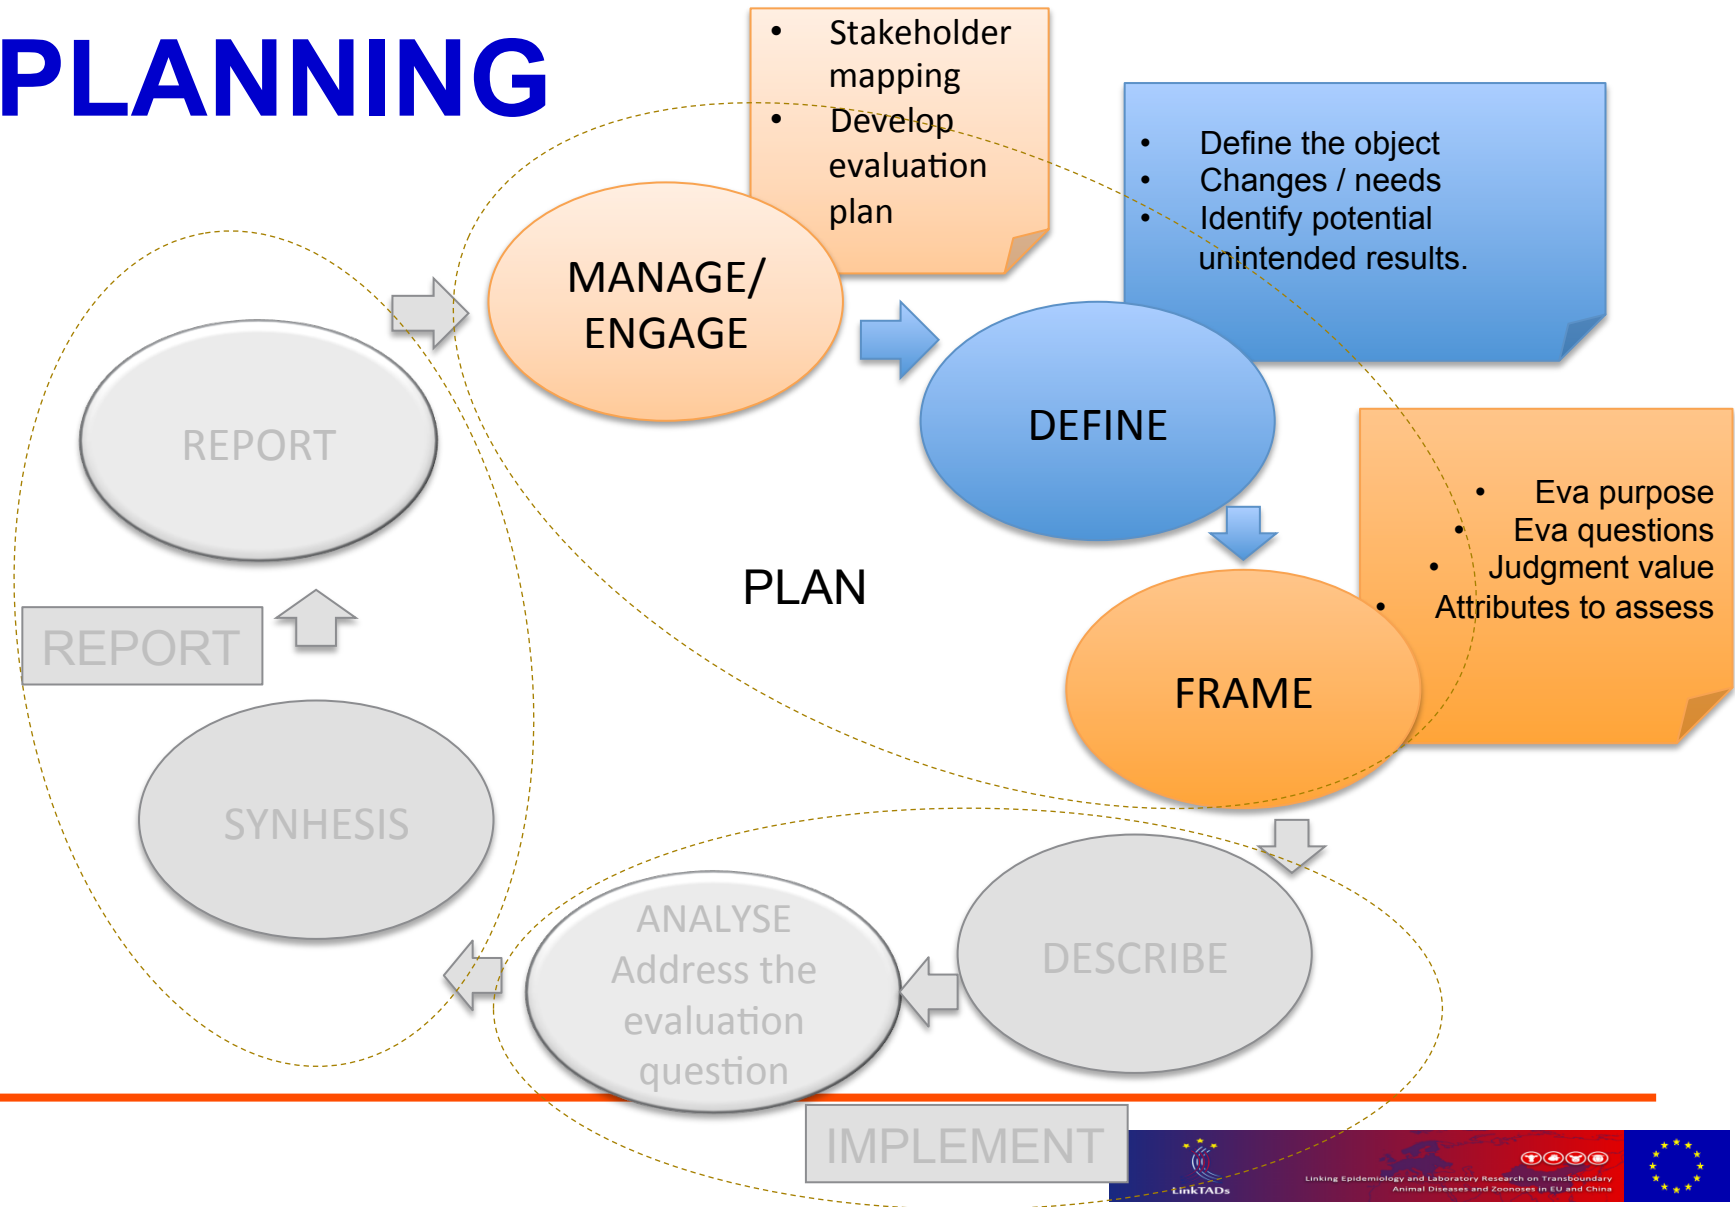 PLANNING
• Stakeholder
mapping
• Develop
evaluation
plan
• Define the object
• Changes / needs
• Identify potential
unintended results.
MANAGE/
ENGAGE
DEFINE
REPORT
• Eva purpose
• Eva questions
• Judgment value
• Attributes to assess
PLAN
REPORT
FRAME
SYNHESIS
ANALYSE
Address the
evaluation
question
DESCRIBE
IMPLEMENT
LinkTADs
TADS
Linking Epidemiology and Laboratory Research on Transboundary
Animal Diseases and Zoonoses in EU and China